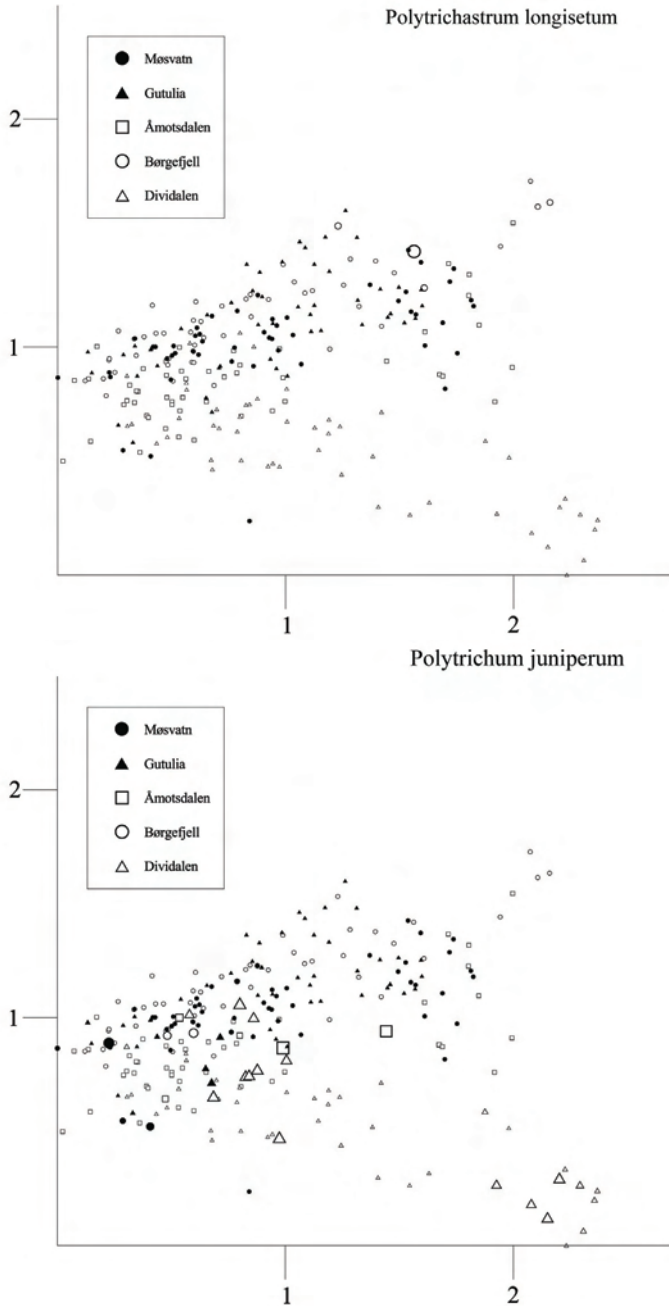 Polytrichastrum longisetum
Møsvatn
Gutulia
Åmotsdalen
Børgefjell
Dividalen
2
1
1
2
Polytrichum juniperum
Møsvatn
Gutulia
Åmotsdalen
Børgefjell
Dividalen
2
1
1
2